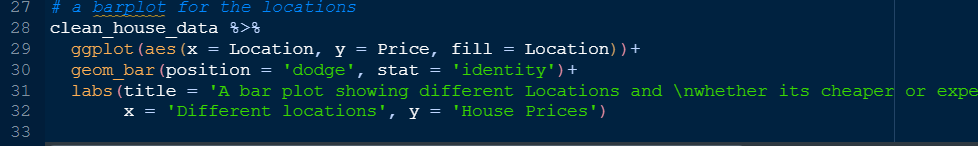 27 # a barplot for the locations
28 clean_house_data %>%
29 ggplot(aes(x = Location, y = Price, fill = Location))+
30 geom_bar(position = 'dodge', stat = 'identity')+
31 labs(title = 'A bar plot showing different Locations and \nwhether its cheaper or expe
32 x = 'Different locations', y = 'House Prices')
33